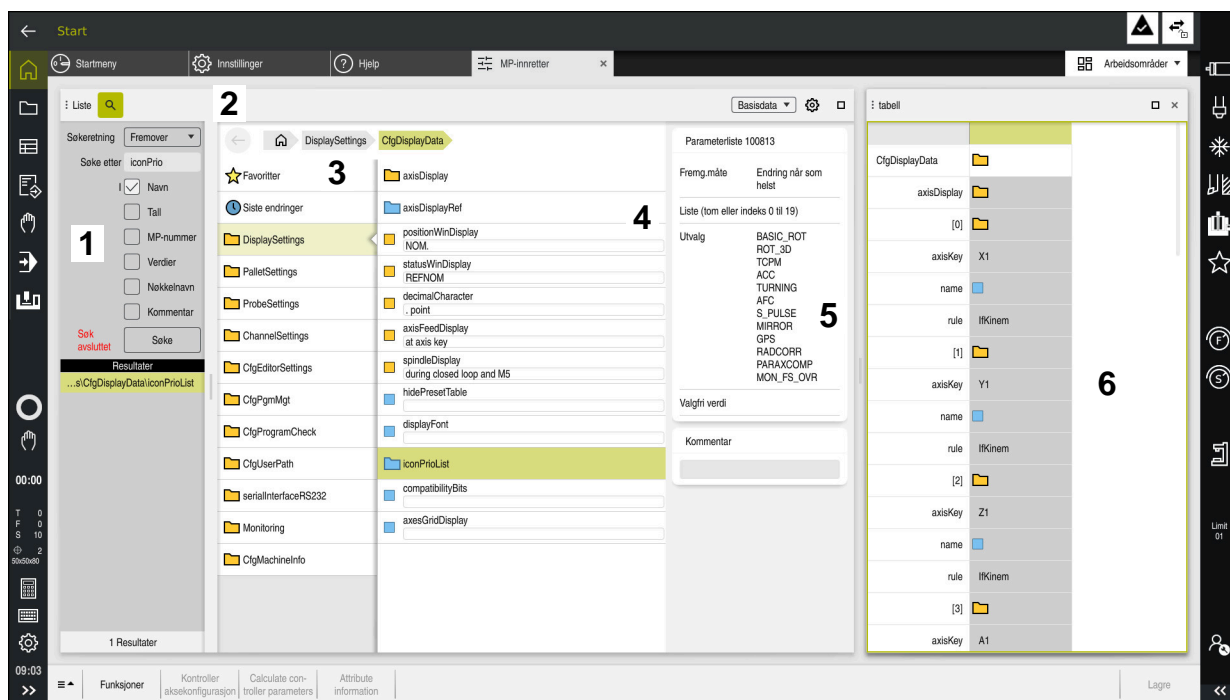 Start
Startmeny
Innstillinger
Hjelp
MP-innretter
Arbeidsområder
Liste
2
Basisdata
Søkeretning
Fremover
Søke etter
iconPrio
I
Navn
Tall
MP-nummer
1
Verdier
Nøkkelnavn
Kommentar
Søk
avsluttet
Søke
Resultater
...s\CfgDisplayData\iconPrioList
1 Resultater
DisplaySettings
CfgDisplayData
3
Favoritter
Siste endringer
DisplaySettings
PalletSettings
ProbeSettings
ChannelSettings
CfgEditorSettings
CfgPgmMgt
CfgProgramCheck
CfgUserPath
serialInterfaceRS232
Monitoring
CfgMachineInfo
axisDisplay
axisDisplayRef
4
positionWinDisplay
NOM.
statusWinDisplay
REFNOM
decimalCharacter
. point
axisFeedDisplay
at axis key
spindleDisplay
during closed loop and M5
hidePresetTable
displayFont
iconPrioList
compatibilityBits
axesGridDisplay
Parameterliste 100813
Fremg.måte
Endring når som
helst
Liste (tom eller indeks 0 til 19)
Utvalg
BASIC_ROT
ROT_3D
TCPM
ACC
TURNING
AFC
S_PULSE
MIRROR
GPS
RADCORR
PARAXCOMP
MON_FS_OVR
5
Valgfri verdi
Kommentar
tabell
CfgDisplayData
axisDisplay
[0]
axisKey X1
name
rule IfKinem
[1]
axisKey Y1
name
rule IfKinem
[2]
axisKey Z1
name
rule IfKinem
[3]
axisKey A1
6
00:00
T 0
F 0
S 10
2
50x50x80
09:03
F
S
Limit
01
Funksjoner
Kontroller
aksekonfigurasjon
Calculate con-
troller parameters
Attribute
information
Lagre